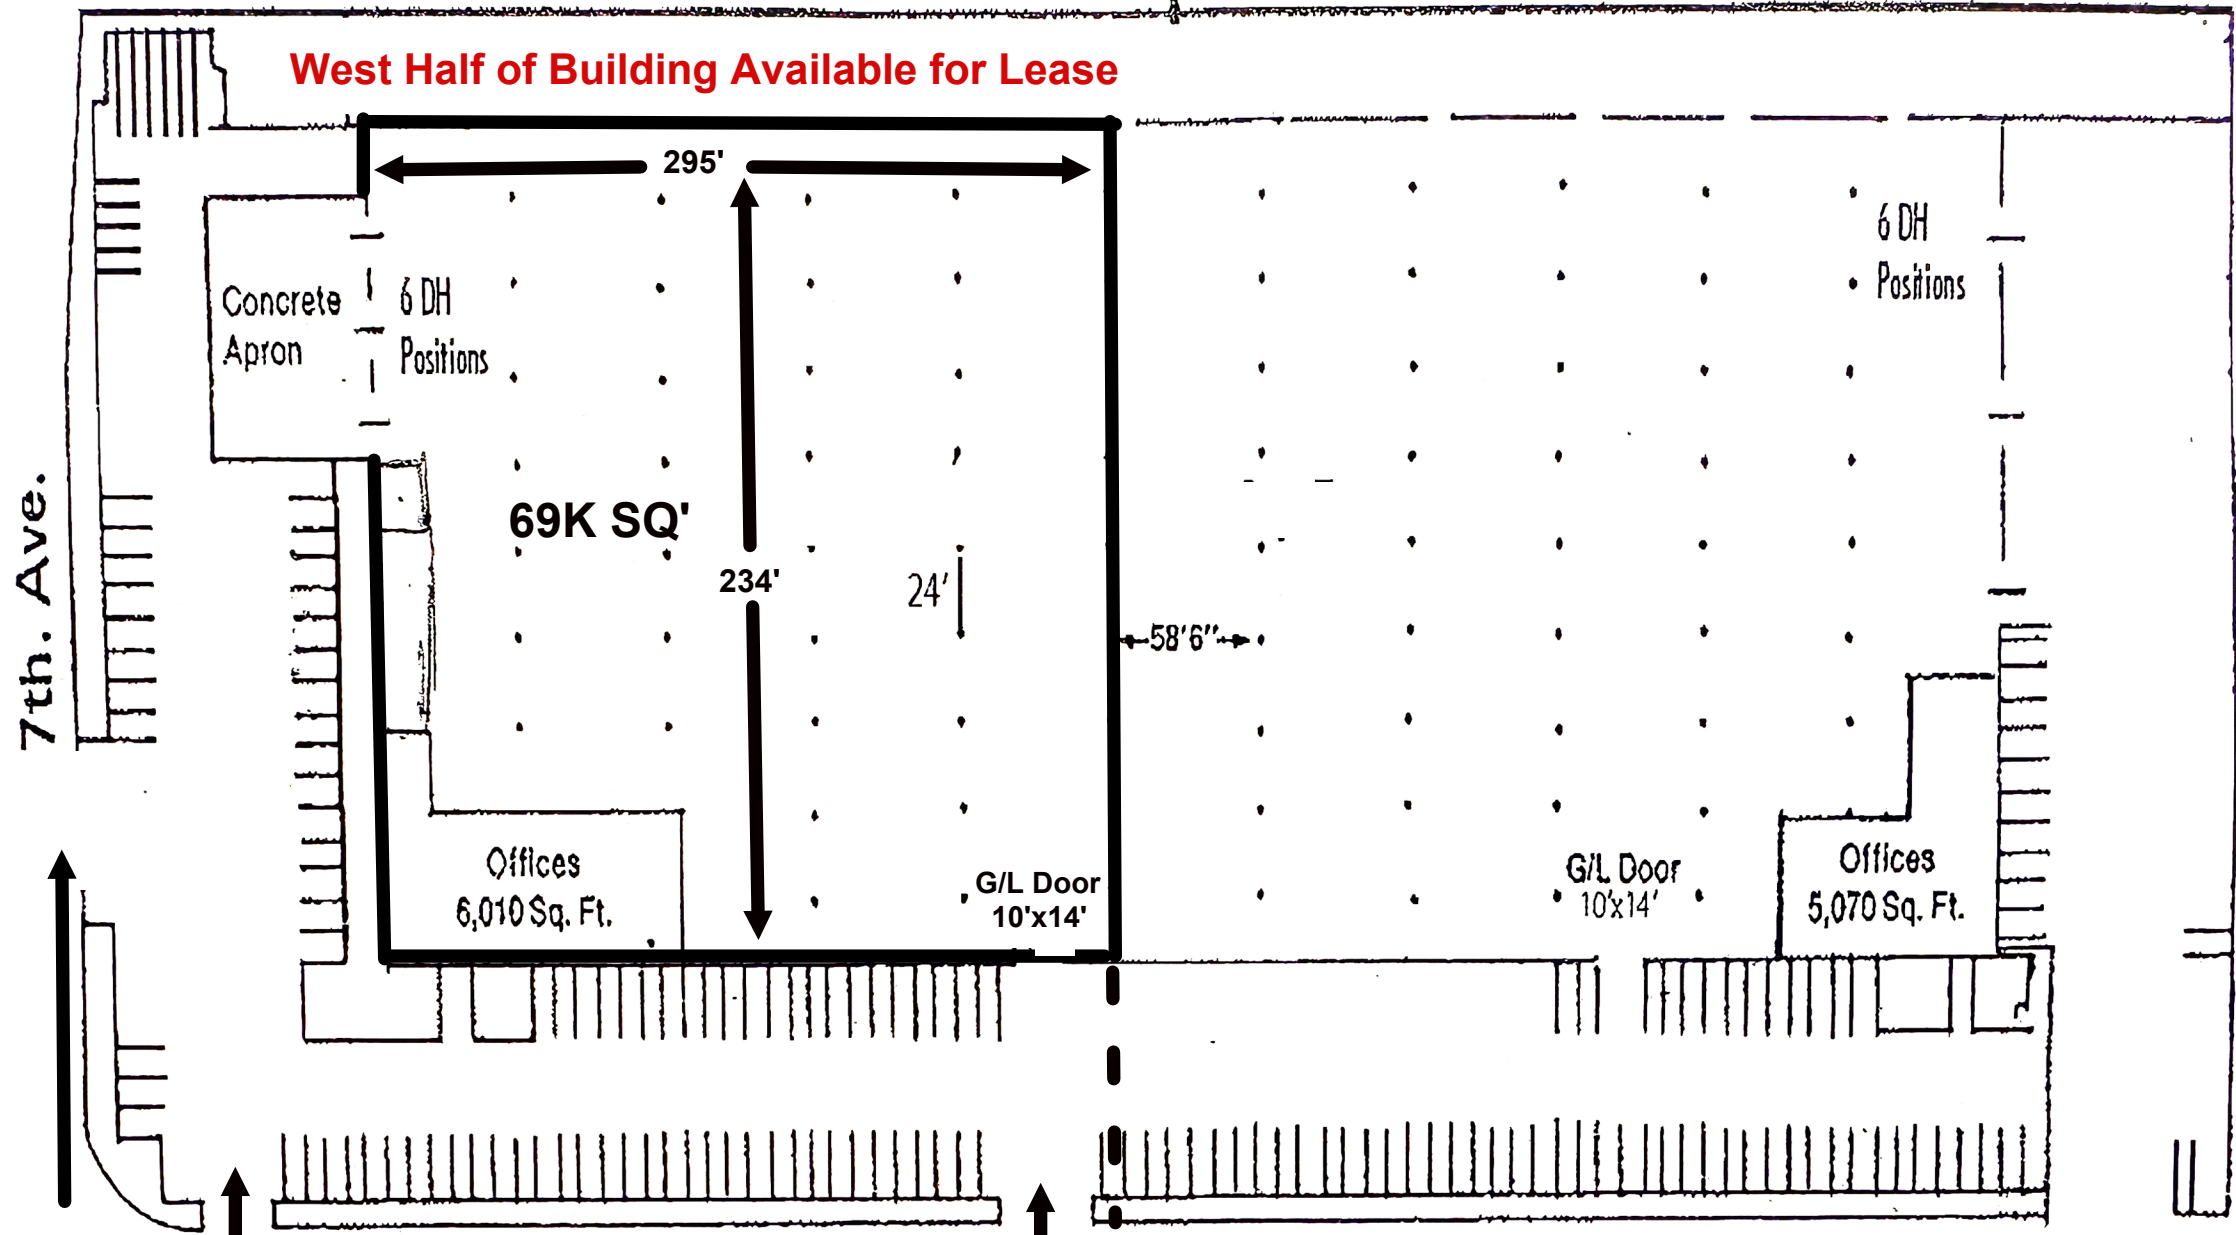 West Half of Building Available for Lease
295'
6 DH
Positions
Concrete
Apron
6 DH
Positions
7th. Ave.
69K SQ'
234'
24'
58'6"
Offices
6,010 Sq. Ft.
G/L Door
10'x14'
G/L Door
10'x14'
Offices
5,070 Sq. Ft.